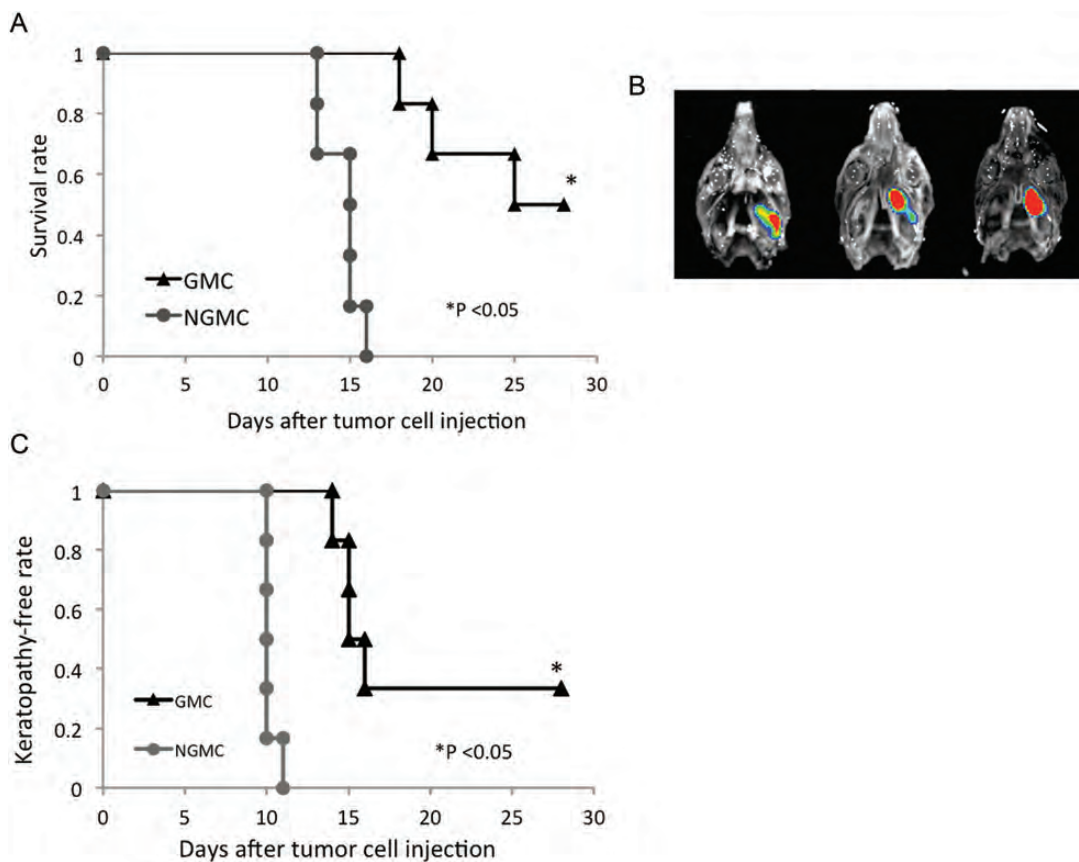 A
Survival rate
1
0.8
0.6
0.4
0.2
0
*
GMC
NGMC
*P <0.05
0 5 10 15 20 25 30
Days after tumor cell injection
B
C
Keratopathy-free rate
1
0.8
0.6
0.4
0.2
0
*
GMC
NGMC
*P <0.05
0 5 10 15 20 25 30
Days after tumor cell injection